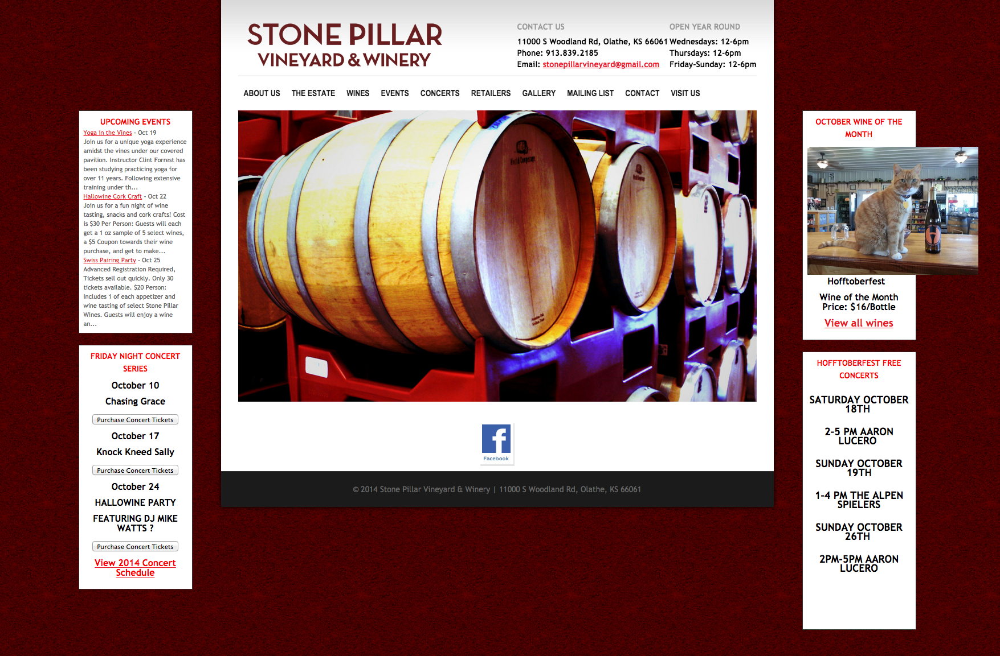 STONE PILLAR
VINEYARD & WINERY
CONTACT US
11000 S Woodland Rd, Olathe, KS 66061
Phone: 913.839.2185
Email: stonepillarvineyard@gmail.com
OPEN YEAR ROUND
Wednesdays: 12-6pm
Thursdays: 12-6pm
Friday-Sunday: 12-6pm
ABOUT US THE ESTATE WINES EVENTS CONCERTS RETAILERS GALLERY MAILING LIST CONTACT VISIT US
UPCOMING EVENTS
Yoga in the Vines - Oct 19
Join us for a unique yoga experience
amidst the vines under our covered
pavilion. Instructor Clint Forrest has
been studying practicing yoga for
over 11 years. Following extensive
training under th...
Hallowine Cork Craft - Oct 22
Join us for a fun night of wine
tasting, snacks and cork crafts! Cost
is $30 Per Person: Guests will each
get a 1 oz sample of 5 select wines,
a $5 Coupon towards their wine
purchase, and get to make...
Swiss Pairing Party - Oct 25
Advanced Registration Required,
Tickets sell out quickly. Only 30
tickets available. $20 Person:
Includes 1 of each appetizer and
wine tasting of select Stone Pillar
Wines. Guests will enjoy a wine
an...
FRIDAY NIGHT CONCERT
SERIES
October 10
Chasing Grace
Purchase Concert Tickets
October 17
Knock Kneed Sally
Purchase Concert Tickets
October 24
HALLOWINE PARTY
FEATURING DJ MIKE
WATTS ?
Purchase Concert Tickets
View 2014 Concert
Schedule
World Cooperage
Facebook
© 2014 Stone Pillar Vineyard & Winery | 11000 S Woodland Rd, Olathe, KS 66061
OCTOBER WINE OF THE
MONTH
Hofftoberfest
Wine of the Month
Price: $16/Bottle
View all wines
HOFFTOBERFEST FREE
CONCERTS
SATURDAY OCTOBER
18TH
2-5 PM AARON
LUCERO
SUNDAY OCTOBER
19TH
1-4 PM THE ALPEN
SPIELERS
SUNDAY OCTOBER
26TH
2PM-5PM AARON
LUCERO